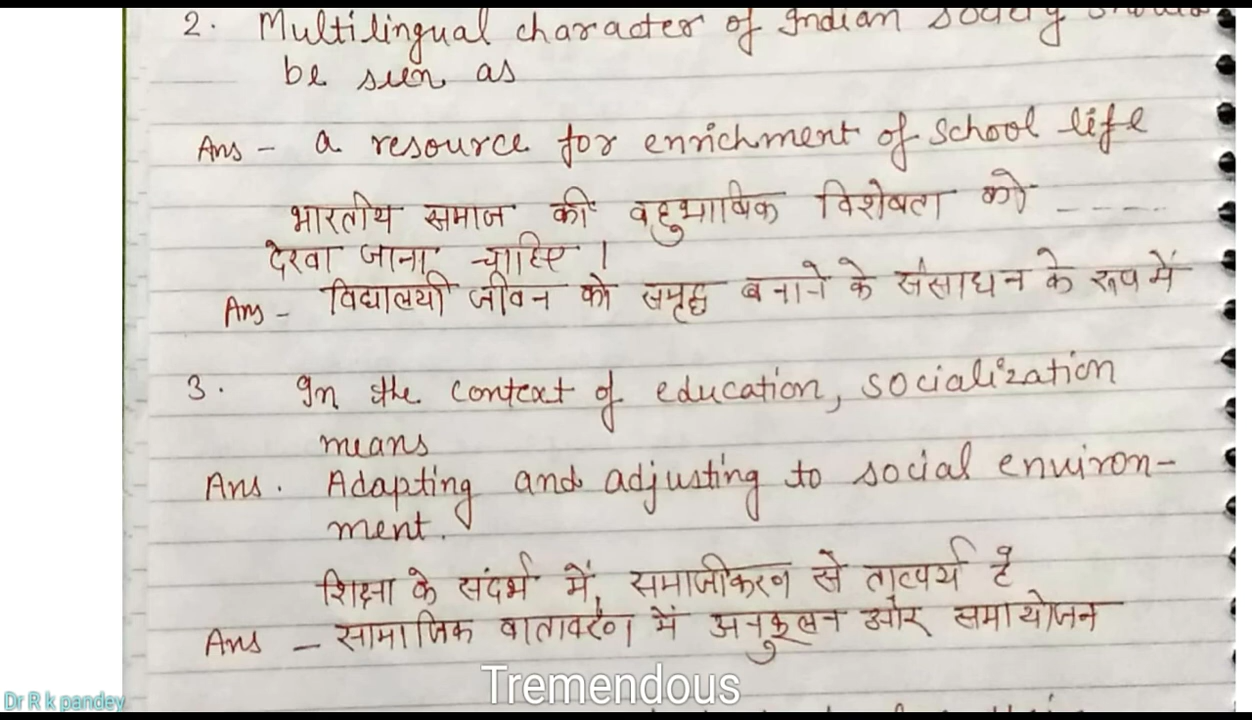 2. Multilingual character of Indian society should
be seen as
Ans - a resource for enrichment of School life
भारतीय समाज की बहुभाषिक विशेषता को -----
देखा जाना चाहिए ।
Ans - विद्यालयी जीवन को समृद्ध बनाने के संसाधन के रूप में
3. In the context of education, socialization
means
Ans. Adapting and adjusting to social environ-
ment.
शिक्षा के संदर्भ में, समाजीकरण से तात्पर्य है
Ans - सामाजिक वातावरण में अनुकूलन और समायोजन
Tremendous
Dr R k pandey